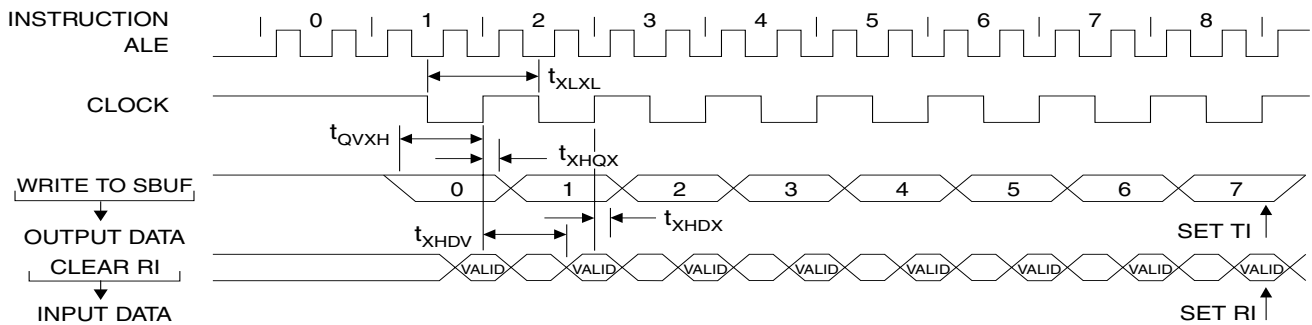 INSTRUCTION 0 1 2 3 4 5 6 7 8
ALE
tXLXL
CLOCK
tQVXH
tXHQX
WRITE TO SBUF 0 1 2 3 4 5 6 7
tXHDX
OUTPUT DATA tXHDV SET TI
CLEAR RI VALID VALID VALID VALID VALID VALID VALID VALID
INPUT DATA SET RI